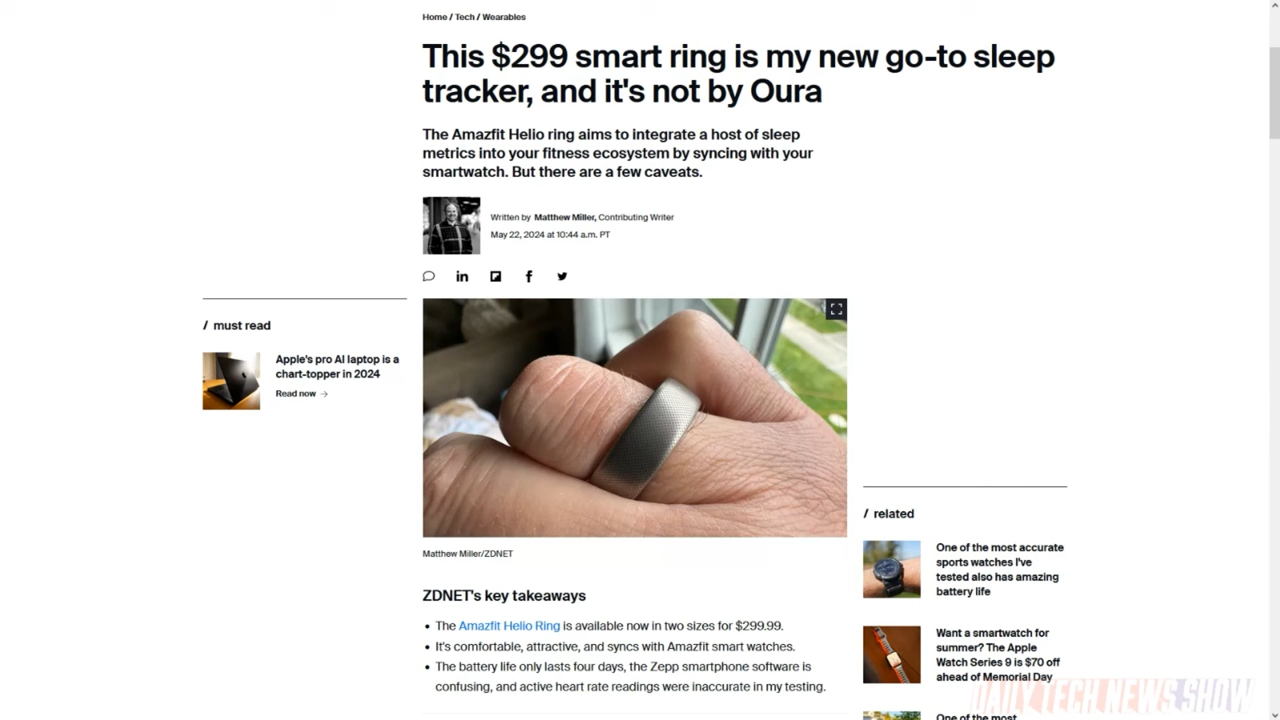 Home / Tech / Wearables
This $299 smart ring is my new go-to sleep
tracker, and it's not by Oura
The Amazfit Helio ring aims to integrate a host of sleep
metrics into your fitness ecosystem by syncing with your
smartwatch. But there are a few caveats.
Written by Matthew Miller, Contributing Writer
May 22, 2024 at 10:44 a.m. PT
/ must read
Apple's pro AI laptop is a
chart-topper in 2024
Read now →
Matthew Miller/ZDNET
ZDNET's key takeaways
• The Amazfit Helio Ring is available now in two sizes for $299.99.
• It's comfortable, attractive, and syncs with Amazfit smart watches.
• The battery life only lasts four days, the Zepp smartphone software is
confusing, and active heart rate readings were inaccurate in my testing.
/ related
One of the most accurate
sports watches I've
tested also has amazing
battery life
Want a smartwatch for
summer? The Apple
Watch Series 9 is $70 off
ahead of Memorial Day
One of the most
DAILY TECH NEWS SHOW